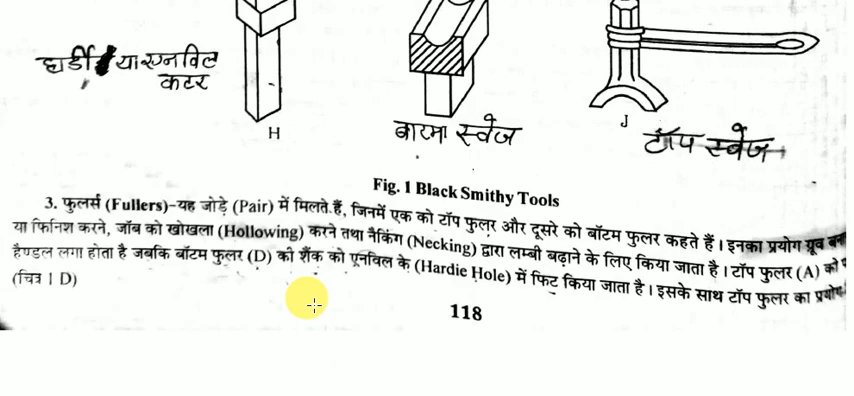 हार्डी या एनविल
कटर
H
बाटम स्वेज
J
टॉप स्वेज
Fig. 1 Black Smithy Tools
3. फुलर्स (Fullers)-यह जोड़े (Pair) में मिलते हैं, जिनमें एक को टॉप फुलर और दूसरे को बॉटम फुलर कहते हैं। इनका प्रयोग ग्रूव
या फिनिश करने, जॉब को खोखला (Hollowing) करने तथा नैकिंग (Necking) द्वारा लम्बी बढ़ाने के लिए किया जाता है। टॉप फुलर (A) को
हैण्डल लगा होता है जबकि बॉटम फुलर (D) को शैंक को एनविल के (Hardie Hole) में फिट किया जाता है। इसके साथ टॉप फुलर का प्रयोग
(चित्र 1 D)
118